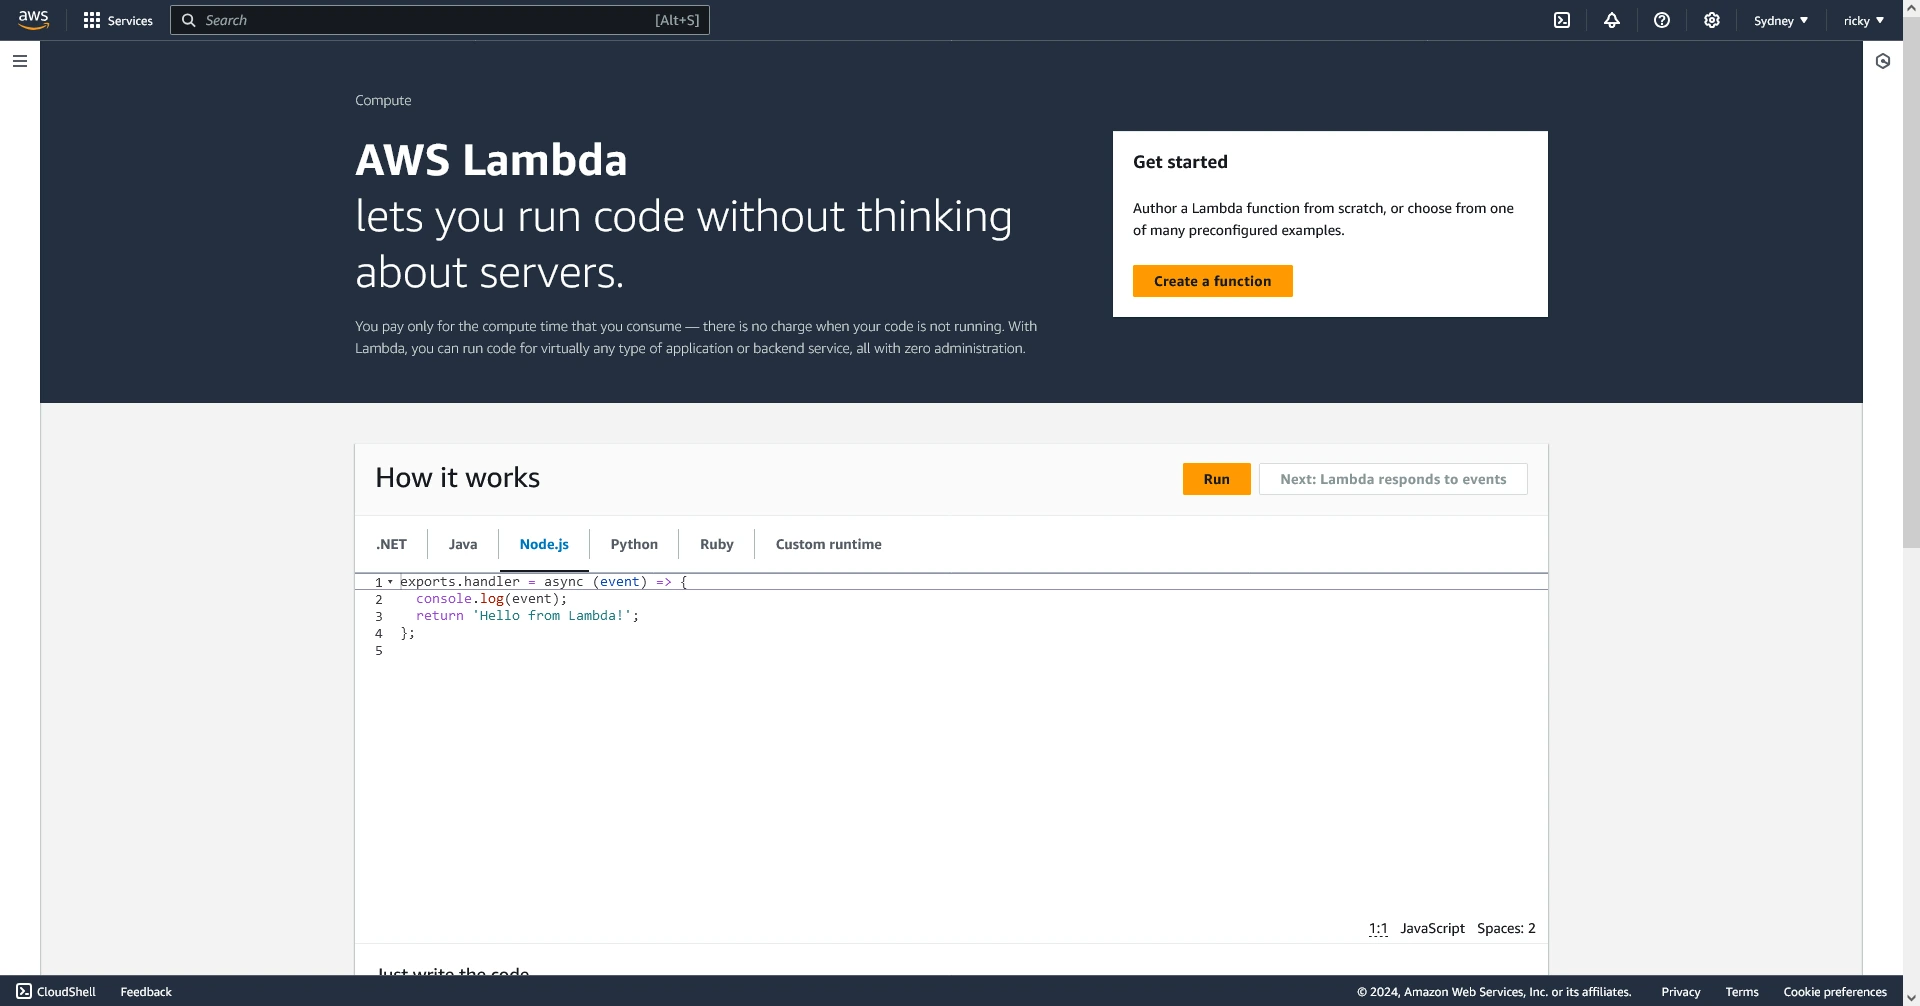 aws Services Search [Alt+S] Sydney ▼ ricky ▼
Compute
AWS Lambda
lets you run code without thinking
about servers.
You pay only for the compute time that you consume — there is no charge when your code is not running. With
Lambda, you can run code for virtually any type of application or backend service, all with zero administration.
Get started
Author a Lambda function from scratch, or choose from one
of many preconfigured examples.
Create a function
How it works
Run Next: Lambda responds to events
.NET Java Node.js Python Ruby Custom runtime
1 exports.handler = async (event) => {
2 console.log(event);
3 return 'Hello from Lambda!';
4 };
5
1:1 JavaScript Spaces: 2
Just write the code
CloudShell Feedback © 2024, Amazon Web Services, Inc. or its affiliates. Privacy Terms Cookie preferences